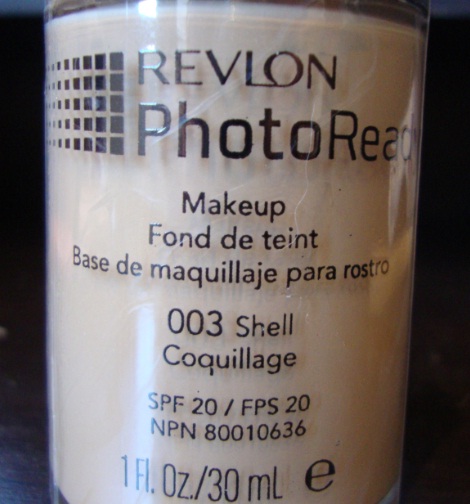 REVLON
PhotoReady
Makeup
Fond de teint
Base de maquillaje para rostro
003 Shell
Coquillage
SPF 20 / FPS 20
NPN 80010636
1 Fl. Oz./30 mL e